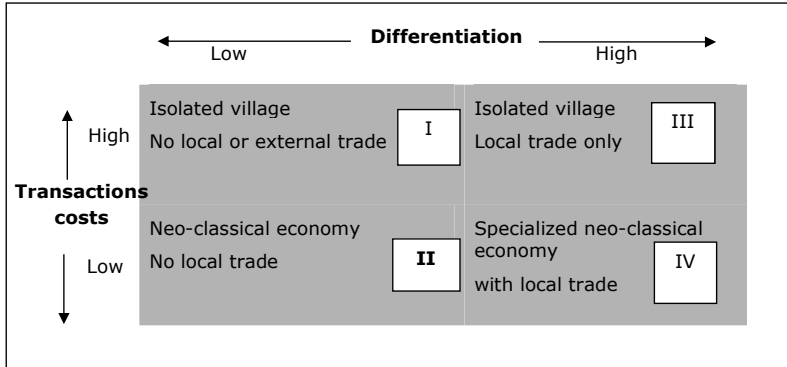 Differentiation
Low
High
Isolated village
No local or external trade
I
Isolated village
Local trade only
III
High
Transactions
costs
Low
Neo-classical economy
No local trade
II
Specialized neo-classical
economy
with local trade
IV